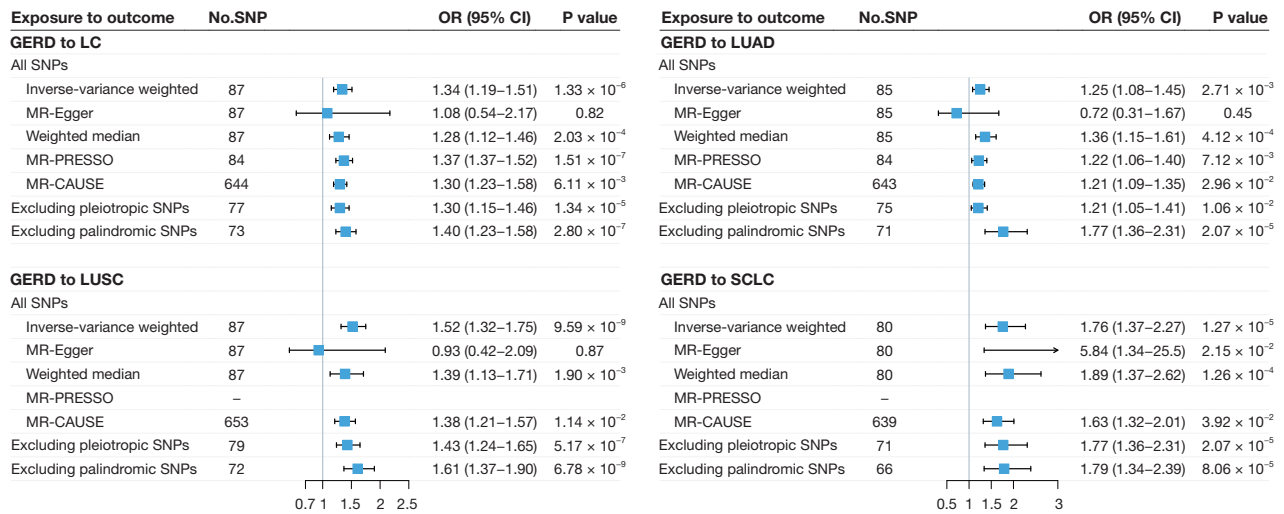 Exposure to outcome No.SNP OR (95% CI) P value
GERD to LC
All SNPs
Inverse-variance weighted 87 1.34 (1.19–1.51) 1.33 × 10⁻⁶
MR-Egger 87 1.08 (0.54–2.17) 0.82
Weighted median 87 1.28 (1.12–1.46) 2.03 × 10⁻⁴
MR-PRESSO 84 1.37 (1.37–1.52) 1.51 × 10⁻⁷
MR-CAUSE 644 1.30 (1.23–1.58) 6.11 × 10⁻³
Excluding pleiotropic SNPs 77 1.30 (1.15–1.46) 1.34 × 10⁻⁵
Excluding palindromic SNPs 73 1.40 (1.23–1.58) 2.80 × 10⁻⁷
GERD to LUSC
All SNPs
Inverse-variance weighted 87 1.52 (1.32–1.75) 9.59 × 10⁻⁹
MR-Egger 87 0.93 (0.42–2.09) 0.87
Weighted median 87 1.39 (1.13–1.71) 1.90 × 10⁻³
MR-PRESSO –
MR-CAUSE 653 1.38 (1.21–1.57) 1.14 × 10⁻²
Excluding pleiotropic SNPs 79 1.43 (1.24–1.65) 5.17 × 10⁻⁷
Excluding palindromic SNPs 72 1.61 (1.37–1.90) 6.78 × 10⁻⁹
0.7 1 1.5 2 2.5
Exposure to outcome No.SNP OR (95% CI) P value
GERD to LUAD
All SNPs
Inverse-variance weighted 85 1.25 (1.08–1.45) 2.71 × 10⁻³
MR-Egger 85 0.72 (0.31–1.67) 0.45
Weighted median 85 1.36 (1.15–1.61) 4.12 × 10⁻⁴
MR-PRESSO 84 1.22 (1.06–1.40) 7.12 × 10⁻³
MR-CAUSE 643 1.21 (1.09–1.35) 2.96 × 10⁻²
Excluding pleiotropic SNPs 75 1.21 (1.05–1.41) 1.06 × 10⁻²
Excluding palindromic SNPs 71 1.77 (1.36–2.31) 2.07 × 10⁻⁵
GERD to SCLC
All SNPs
Inverse-variance weighted 80 1.76 (1.37–2.27) 1.27 × 10⁻⁵
MR-Egger 80 5.84 (1.34–25.5) 2.15 × 10⁻²
Weighted median 80 1.89 (1.37–2.62) 1.26 × 10⁻⁴
MR-PRESSO –
MR-CAUSE 639 1.63 (1.32–2.01) 3.92 × 10⁻²
Excluding pleiotropic SNPs 71 1.77 (1.36–2.31) 2.07 × 10⁻⁵
Excluding palindromic SNPs 66 1.79 (1.34–2.39) 8.06 × 10⁻⁵
0.5 1 1.5 2 3